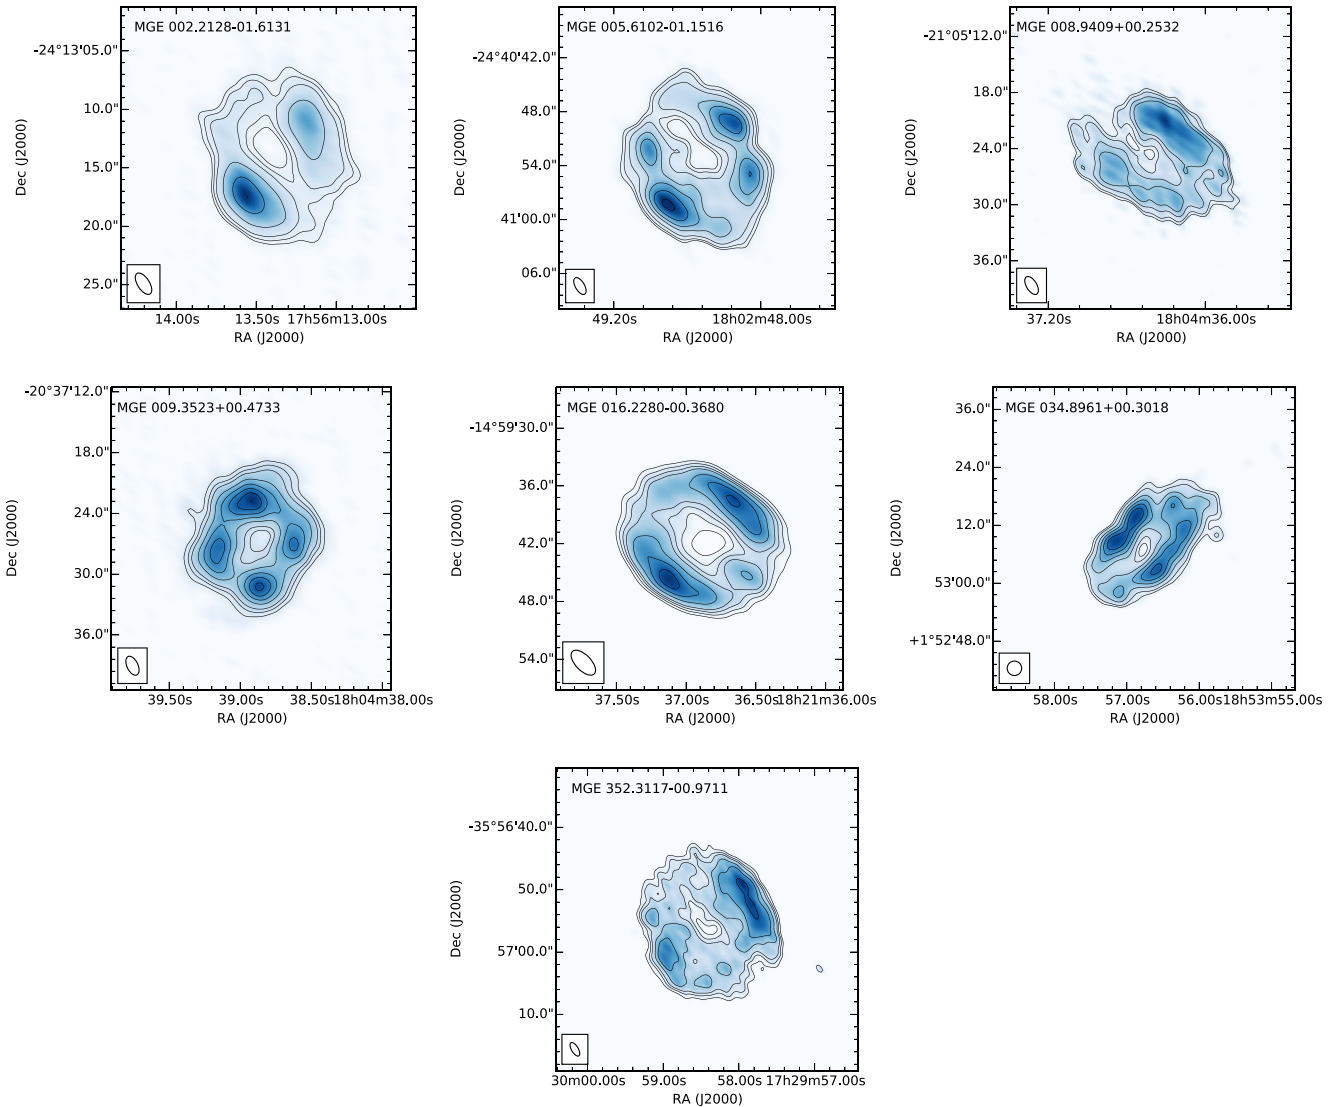 MGE 002.2128-01.6131
-24°13'05.0"
10.0"
15.0"
20.0"
25.0"
Dec (J2000)
14.00s 13.50s 17h56m13.00s
RA (J2000)
MGE 005.6102-01.1516
-24°40'42.0"
48.0"
54.0"
41'00.0"
06.0"
Dec (J2000)
49.20s 18h02m48.00s
RA (J2000)
MGE 008.9409+00.2532
-21°05'12.0"
18.0"
24.0"
30.0"
36.0"
Dec (J2000)
37.20s 18h04m36.00s
RA (J2000)
MGE 009.3523+00.4733
-20°37'12.0"
18.0"
24.0"
30.0"
36.0"
Dec (J2000)
39.50s 39.00s 38.50s 18h04m38.00s
RA (J2000)
MGE 016.2280-00.3680
-14°59'30.0"
36.0"
42.0"
48.0"
54.0"
Dec (J2000)
37.50s 37.00s 36.50s 18h21m36.00s
RA (J2000)
MGE 034.8961+00.3018
36.0"
24.0"
12.0"
53'00.0"
+1°52'48.0"
Dec (J2000)
58.00s 57.00s 56.00s 18h53m55.00s
RA (J2000)
MGE 352.3117-00.9711
-35°56'40.0"
50.0"
57'00.0"
10.0"
Dec (J2000)
30m00.00s 59.00s 58.00s 17h29m57.00s
RA (J2000)